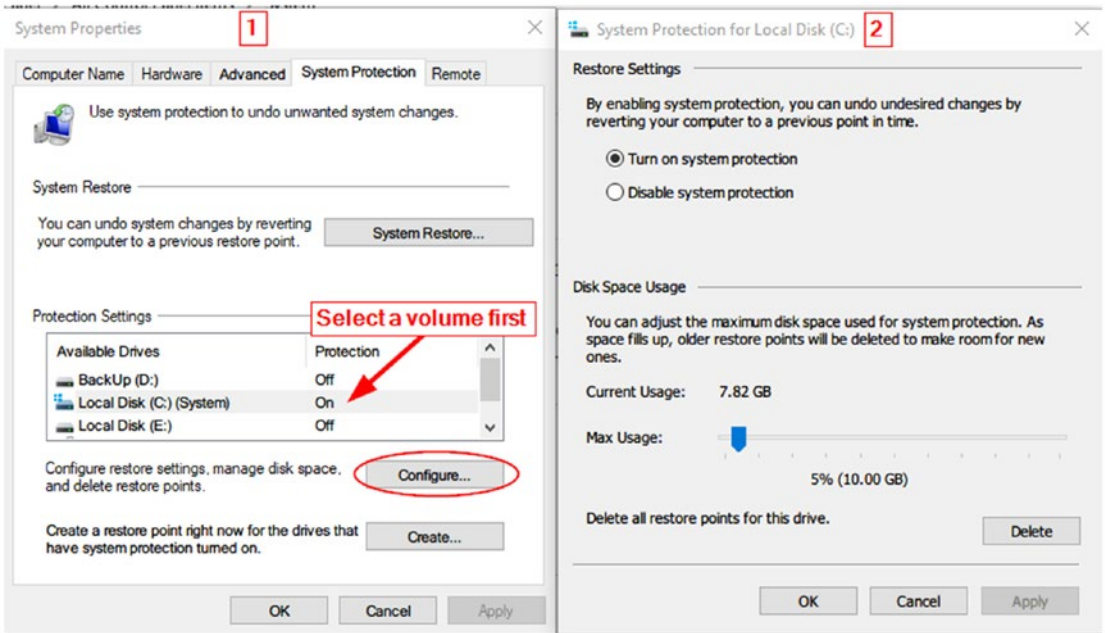 System Properties
1
Computer Name Hardware Advanced System Protection Remote
Use system protection to undo unwanted system changes.
System Restore
You can undo system changes by reverting
your computer to a previous restore point.
System Restore...
Protection Settings
Select a volume first
Available Drives Protection
BackUp (D:) Off
Local Disk (C:) (System) On
Local Disk (E:) Off
Configure restore settings, manage disk space,
and delete restore points.
Configure...
Create a restore point right now for the drives that
have system protection turned on.
Create...
OK Cancel Apply
System Protection for Local Disk (C:)
2
Restore Settings
By enabling system protection, you can undo undesired changes by
reverting your computer to a previous point in time.
Turn on system protection
Disable system protection
Disk Space Usage
You can adjust the maximum disk space used for system protection. As
space fills up, older restore points will be deleted to make room for new
ones.
Current Usage: 7.82 GB
Max Usage:
5% (10.00 GB)
Delete all restore points for this drive.
Delete
OK Cancel Apply